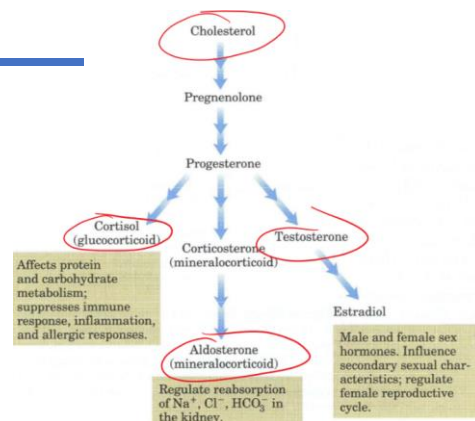 Cholesterol
Pregnenolone
Progesterone
Cortisol
(glucocorticoid)
Affects protein
and carbohydrate
metabolism;
suppresses immune
response, inflammation,
and allergic responses.
Corticosterone
(mineralocorticoid)
Testosterone
Estradiol
Male and female sex
hormones. Influence
secondary sexual char-
acteristics; regulate
female reproductive
cycle.
Aldosterone
(mineralocorticoid)
Regulate reabsorption
of Na⁺, Cl⁻, HCO₃⁻ in
the kidney.